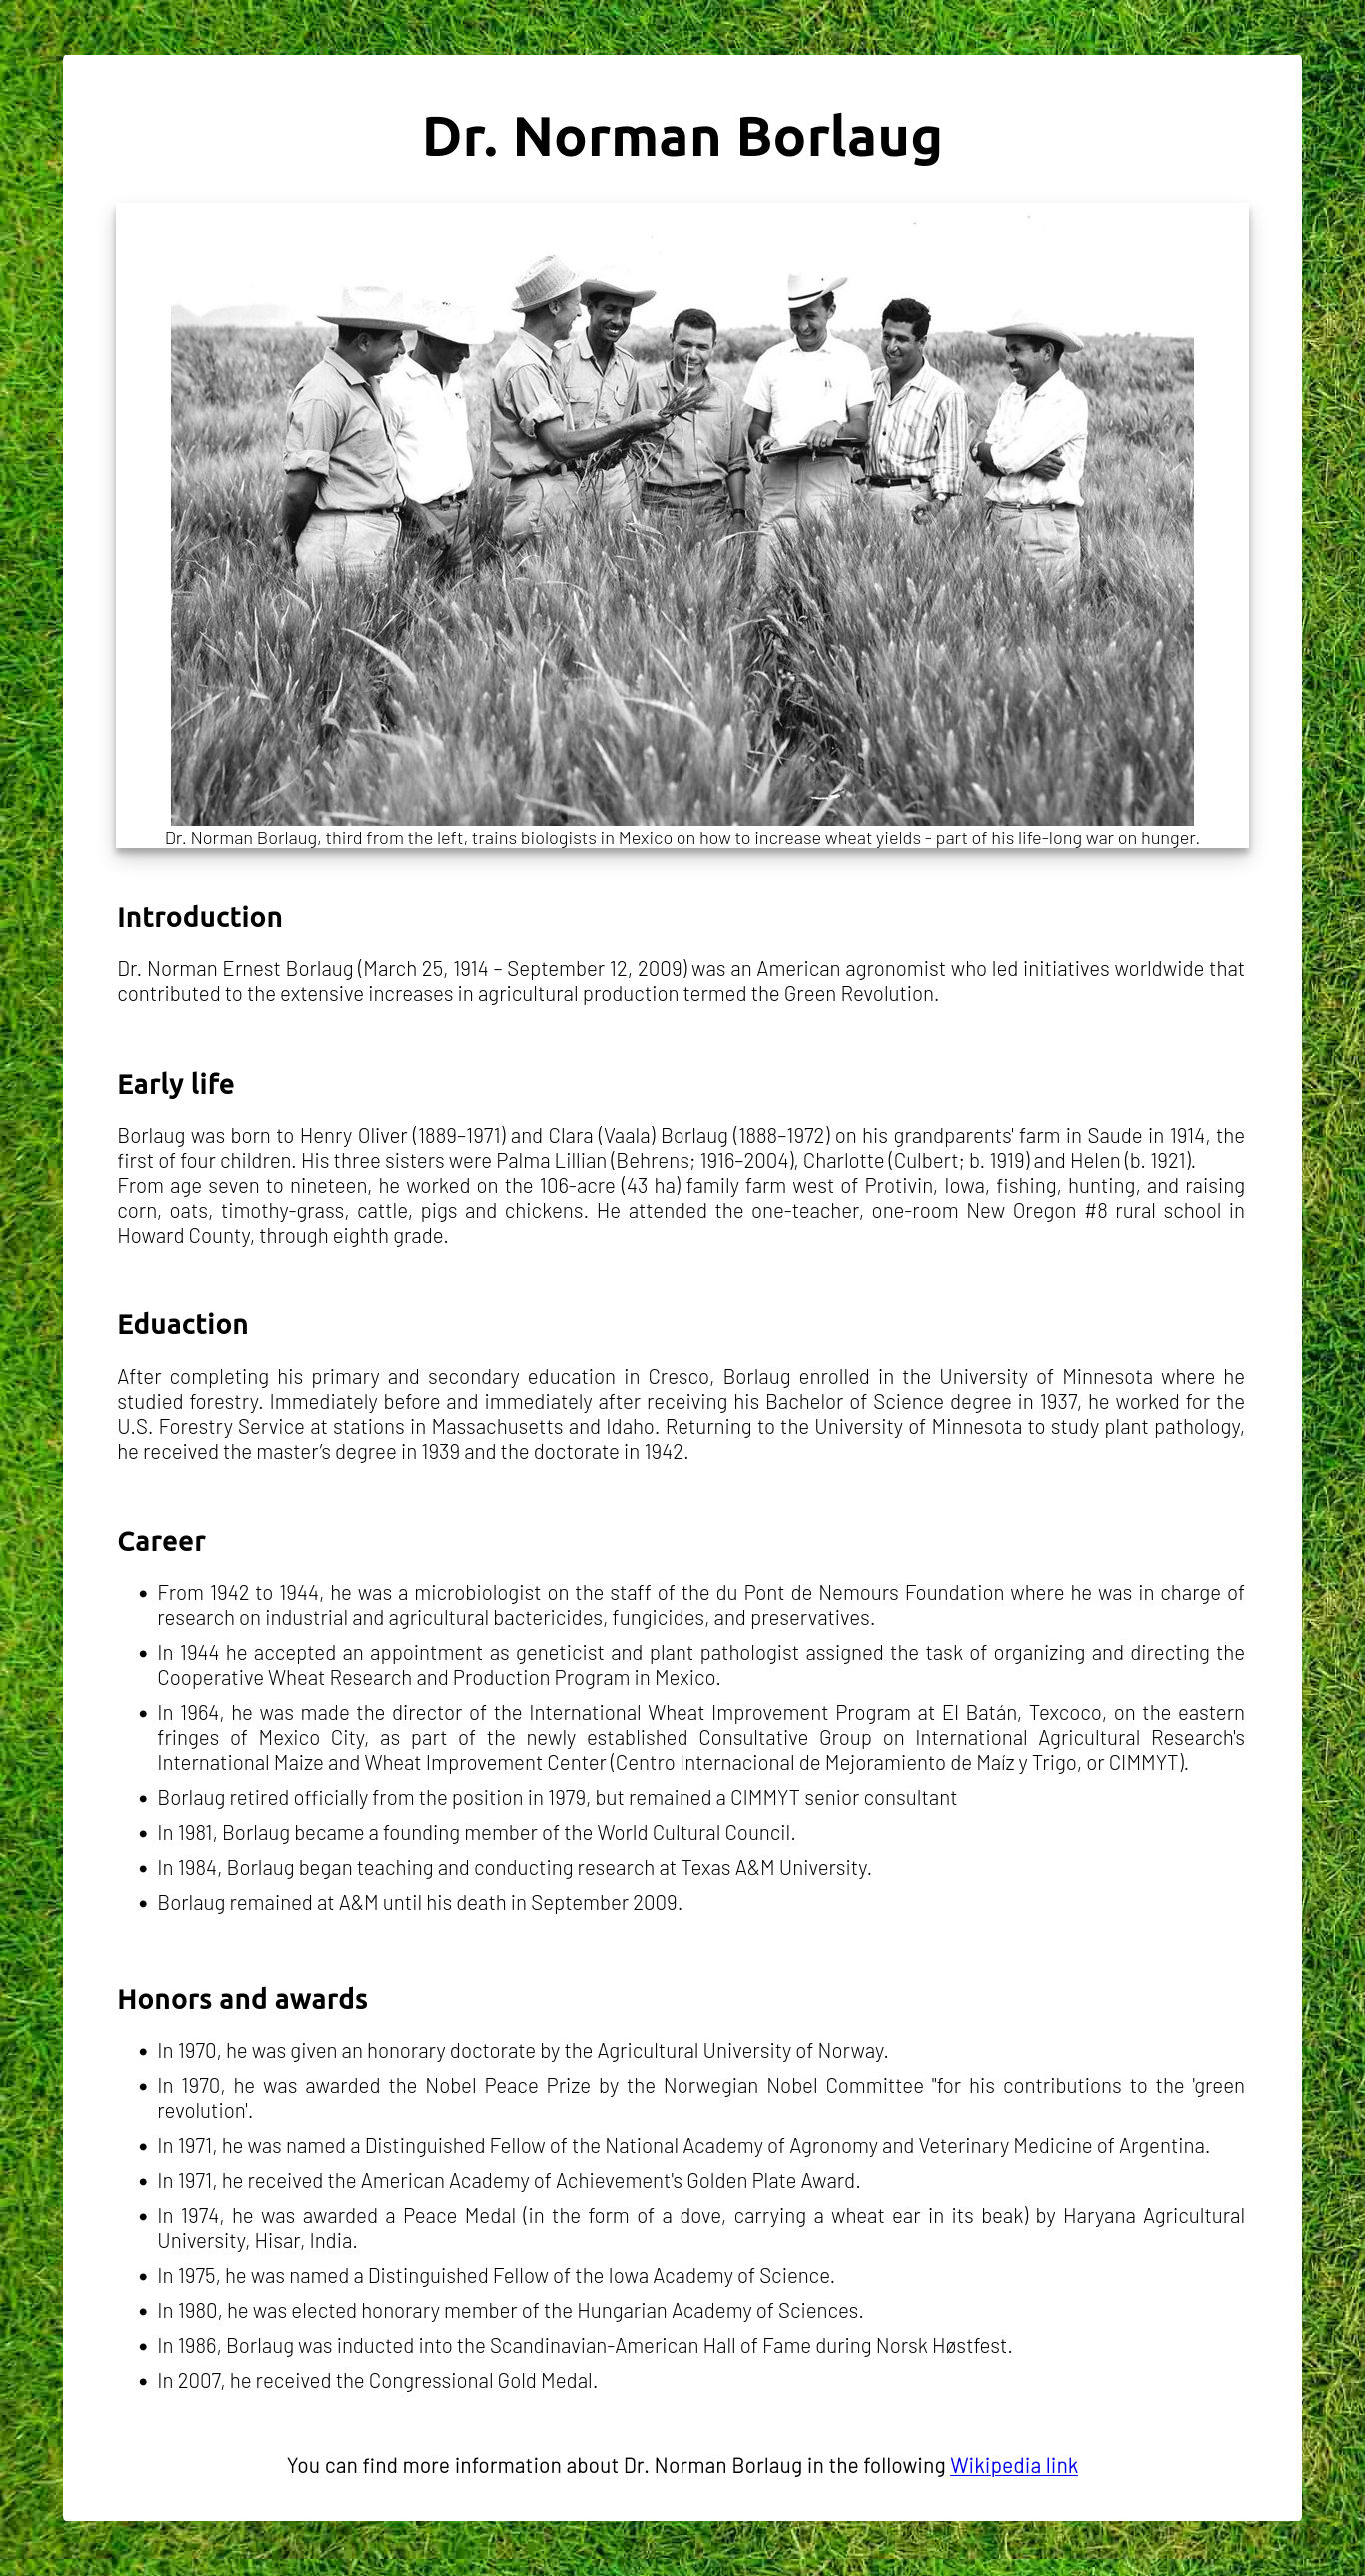 Dr. Norman Borlaug
Dr. Norman Borlaug, third from the left, trains biologists in Mexico on how to increase wheat yields - part of his life-long war on hunger.
Introduction
Dr. Norman Ernest Borlaug (March 25, 1914 – September 12, 2009) was an American agronomist who led initiatives worldwide that
contributed to the extensive increases in agricultural production termed the Green Revolution.
Early life
Borlaug was born to Henry Oliver (1889–1971) and Clara (Vaala) Borlaug (1888–1972) on his grandparents' farm in Saude in 1914, the
first of four children. His three sisters were Palma Lillian (Behrens; 1916–2004), Charlotte (Culbert; b. 1919) and Helen (b. 1921).
From age seven to nineteen, he worked on the 106-acre (43 ha) family farm west of Protivin, Iowa, fishing, hunting, and raising
corn, oats, timothy-grass, cattle, pigs and chickens. He attended the one-teacher, one-room New Oregon #8 rural school in
Howard County, through eighth grade.
Eduaction
After completing his primary and secondary education in Cresco, Borlaug enrolled in the University of Minnesota where he
studied forestry. Immediately before and immediately after receiving his Bachelor of Science degree in 1937, he worked for the
U.S. Forestry Service at stations in Massachusetts and Idaho. Returning to the University of Minnesota to study plant pathology,
he received the master’s degree in 1939 and the doctorate in 1942.
Career
• From 1942 to 1944, he was a microbiologist on the staff of the du Pont de Nemours Foundation where he was in charge of
research on industrial and agricultural bactericides, fungicides, and preservatives.
• In 1944 he accepted an appointment as geneticist and plant pathologist assigned the task of organizing and directing the
Cooperative Wheat Research and Production Program in Mexico.
• In 1964, he was made the director of the International Wheat Improvement Program at El Batán, Texcoco, on the eastern
fringes of Mexico City, as part of the newly established Consultative Group on International Agricultural Research's
International Maize and Wheat Improvement Center (Centro Internacional de Mejoramiento de Maíz y Trigo, or CIMMYT).
• Borlaug retired officially from the position in 1979, but remained a CIMMYT senior consultant
• In 1981, Borlaug became a founding member of the World Cultural Council.
• In 1984, Borlaug began teaching and conducting research at Texas A&M University.
• Borlaug remained at A&M until his death in September 2009.
Honors and awards
• In 1970, he was given an honorary doctorate by the Agricultural University of Norway.
• In 1970, he was awarded the Nobel Peace Prize by the Norwegian Nobel Committee "for his contributions to the 'green
revolution'.
• In 1971, he was named a Distinguished Fellow of the National Academy of Agronomy and Veterinary Medicine of Argentina.
• In 1971, he received the American Academy of Achievement's Golden Plate Award.
• In 1974, he was awarded a Peace Medal (in the form of a dove, carrying a wheat ear in its beak) by Haryana Agricultural
University, Hisar, India.
• In 1975, he was named a Distinguished Fellow of the Iowa Academy of Science.
• In 1980, he was elected honorary member of the Hungarian Academy of Sciences.
• In 1986, Borlaug was inducted into the Scandinavian-American Hall of Fame during Norsk Høstfest.
• In 2007, he received the Congressional Gold Medal.
You can find more information about Dr. Norman Borlaug in the following Wikipedia link